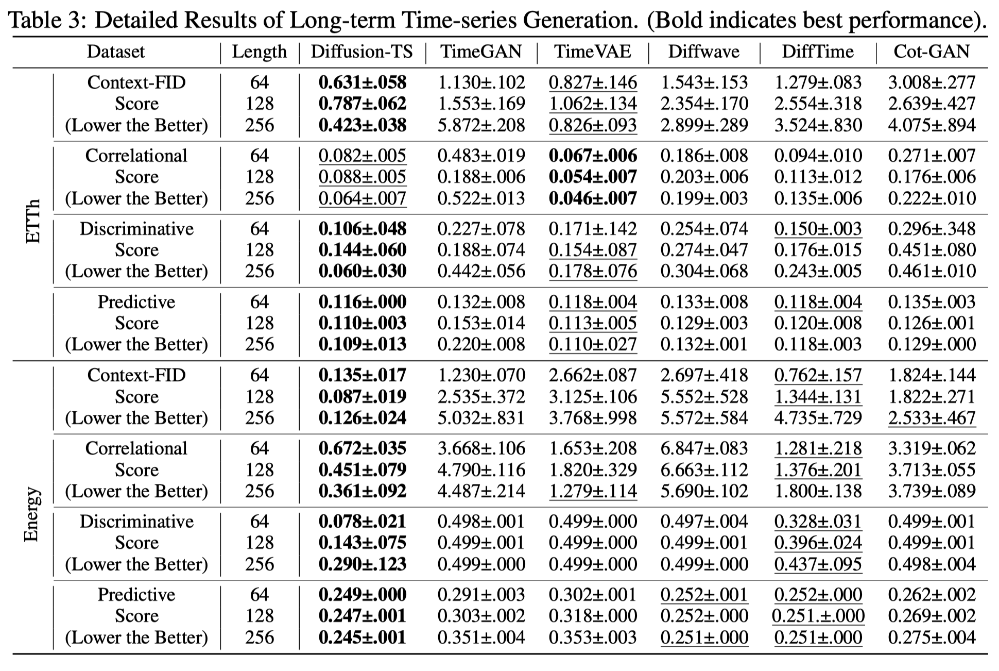 Table 3: Detailed Results of Long-term Time-series Generation. (Bold indicates best performance).
Dataset Length Diffusion-TS TimeGAN TimeVAE Diffwave DiffTime Cot-GAN
ETTh
Context-FID 64 0.631±.058 1.130±.102 0.827±.146 1.543±.153 1.279±.083 3.008±.277
Score 128 0.787±.062 1.553±.169 1.062±.134 2.354±.170 2.554±.318 2.639±.427
(Lower the Better) 256 0.423±.038 5.872±.208 0.826±.093 2.899±.289 3.524±.830 4.075±.894
Correlational 64 0.082±.005 0.483±.019 0.067±.006 0.186±.008 0.094±.010 0.271±.007
Score 128 0.088±.005 0.188±.006 0.054±.007 0.203±.006 0.113±.012 0.176±.006
(Lower the Better) 256 0.064±.007 0.522±.013 0.046±.007 0.199±.003 0.135±.006 0.222±.010
Discriminative 64 0.106±.048 0.227±.078 0.171±.142 0.254±.074 0.150±.003 0.296±.348
Score 128 0.144±.060 0.188±.074 0.154±.087 0.274±.047 0.176±.015 0.451±.080
(Lower the Better) 256 0.060±.030 0.442±.056 0.178±.076 0.304±.068 0.243±.005 0.461±.010
Predictive 64 0.116±.000 0.132±.008 0.118±.004 0.133±.008 0.118±.004 0.135±.003
Score 128 0.110±.003 0.153±.014 0.113±.005 0.129±.003 0.120±.008 0.126±.001
(Lower the Better) 256 0.109±.013 0.220±.008 0.110±.027 0.132±.001 0.118±.003 0.129±.000
Energy
Context-FID 64 0.135±.017 1.230±.070 2.662±.087 2.697±.418 0.762±.157 1.824±.144
Score 128 0.087±.019 2.535±.372 3.125±.106 5.552±.528 1.344±.131 1.822±.271
(Lower the Better) 256 0.126±.024 5.032±.831 3.768±.998 5.572±.584 4.735±.729 2.533±.467
Correlational 64 0.672±.035 3.668±.106 1.653±.208 6.847±.083 1.281±.218 3.319±.062
Score 128 0.451±.079 4.790±.116 1.820±.329 6.663±.112 1.376±.201 3.713±.055
(Lower the Better) 256 0.361±.092 4.487±.214 1.279±.114 5.690±.102 1.800±.138 3.739±.089
Discriminative 64 0.078±.021 0.498±.001 0.499±.000 0.497±.004 0.328±.031 0.499±.001
Score 128 0.143±.075 0.499±.001 0.499±.000 0.499±.001 0.396±.024 0.499±.001
(Lower the Better) 256 0.290±.123 0.499±.000 0.499±.000 0.499±.000 0.437±.095 0.498±.004
Predictive 64 0.249±.000 0.291±.003 0.302±.001 0.252±.001 0.252±.000 0.262±.002
Score 128 0.247±.001 0.303±.002 0.318±.000 0.252±.000 0.251.±.000 0.269±.002
(Lower the Better) 256 0.245±.001 0.351±.004 0.353±.003 0.251±.000 0.251±.000 0.275±.004